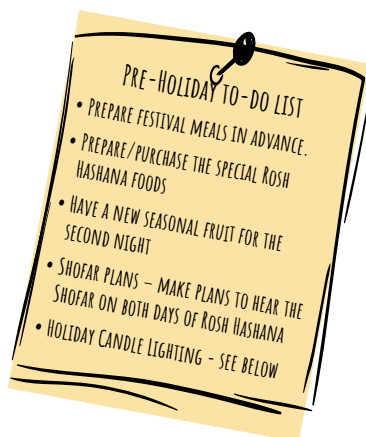 Pre-Holiday to-do list
• Prepare festival meals in advance.
• Prepare/purchase the special Rosh
Hashana foods
• Have a new seasonal fruit for the
second night
• Shofar plans – make plans to hear the
Shofar on both days of Rosh Hashana
• Holiday Candle Lighting - see below